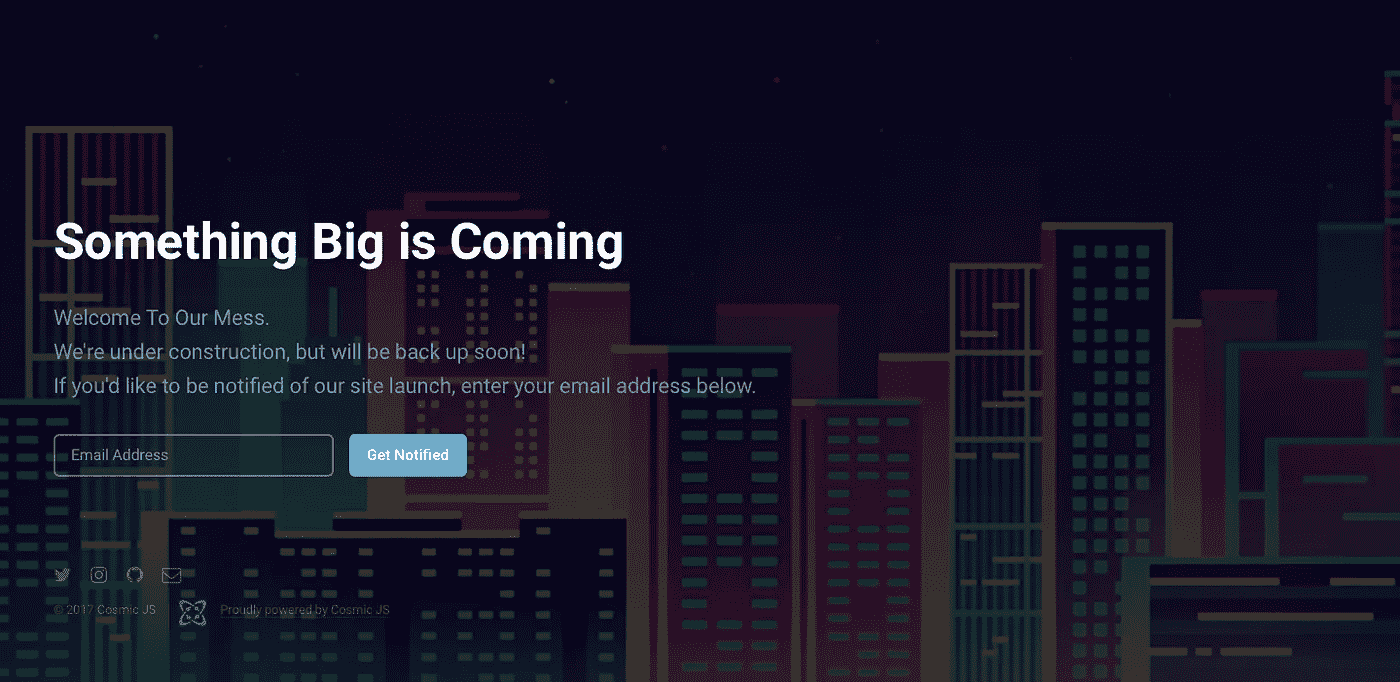 Something Big is Coming
Welcome To Our Mess.
We're under construction, but will be back up soon!
If you'd like to be notified of our site launch, enter your email address below.
Email Address
Get Notified
© 2017 Cosmic JS
Proudly powered by Cosmic JS